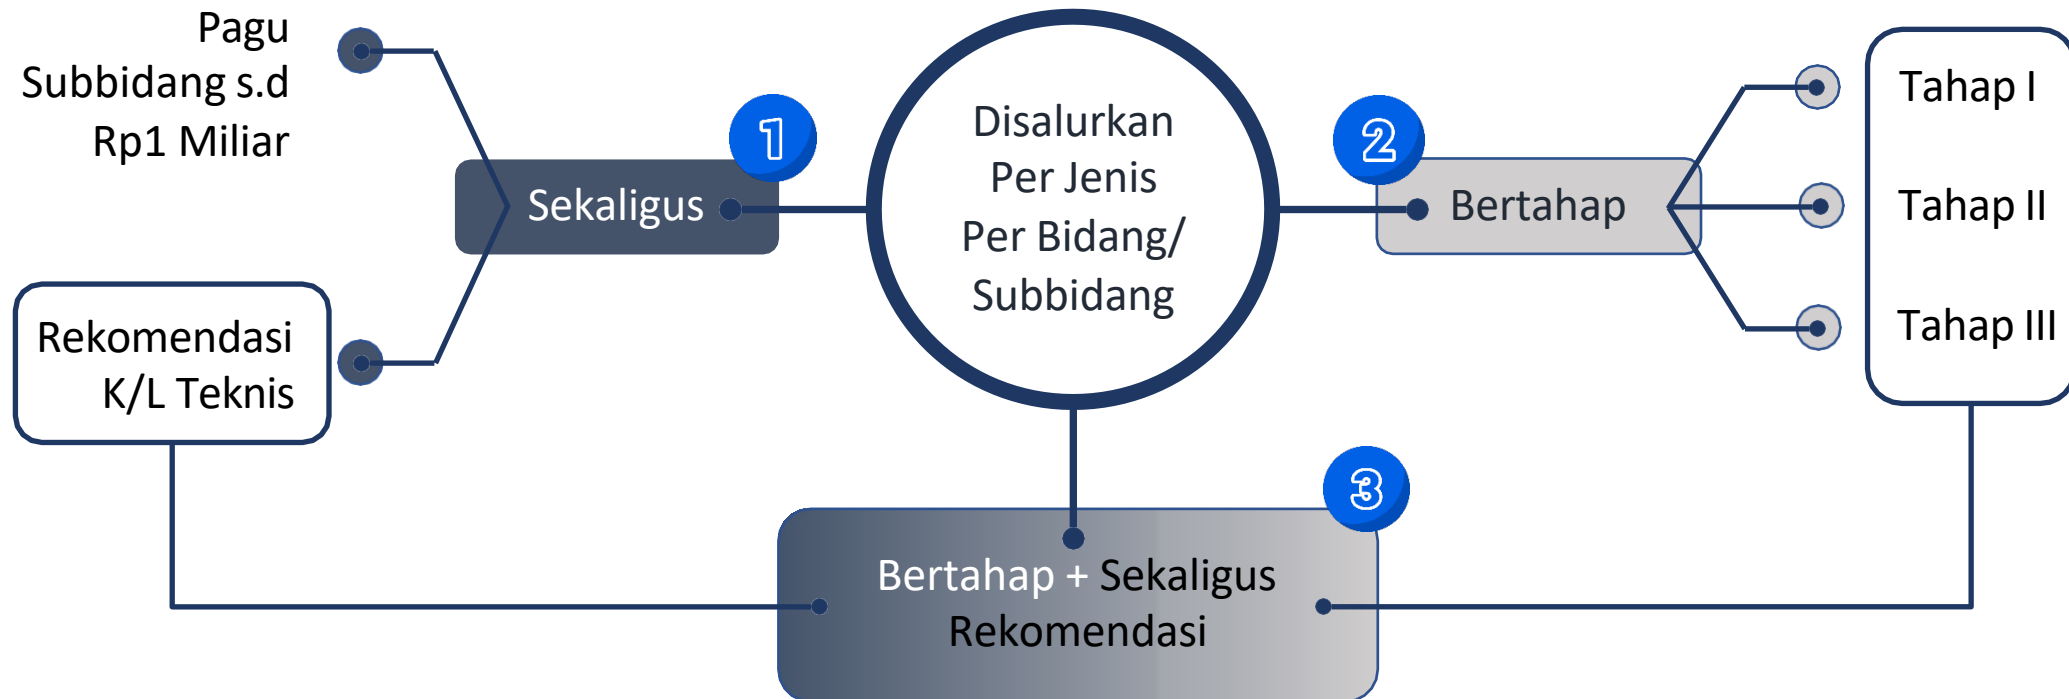 Pagu
Subbidang s.d
Rp1 Miliar
Rekomendasi
K/L Teknis
1
Sekaligus
Disalurkan
Per Jenis
Per Bidang/
Subbidang
2
Bertahap
Tahap I
Tahap II
Tahap III
3
Bertahap + Sekaligus
Rekomendasi